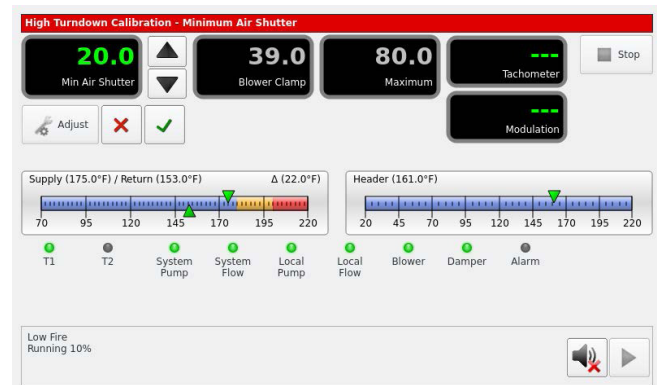 High Turndown Calibration - Minimum Air Shutter
20.0
Min Air Shutter
39.0
Blower Clamp
80.0
Maximum
---
Tachometer
Stop
Adjust
---
Modulation
Supply (175.0°F) / Return (153.0°F) Δ (22.0°F)
70 95 120 145 170 195 220
Header (161.0°F)
20 45 70 95 120 145 170 195 220
T1
T2
System
Pump
System
Flow
Local
Pump
Local
Flow
Blower
Damper
Alarm
Low Fire
Running 10%